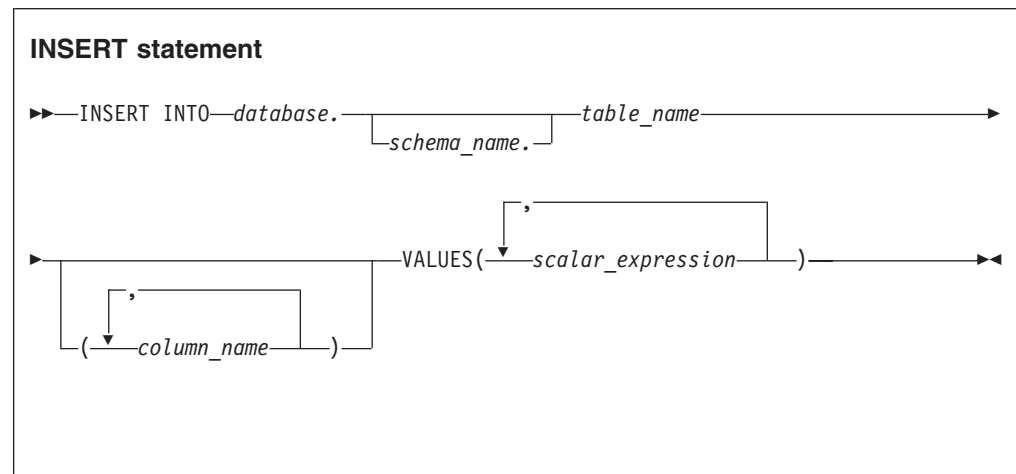 INSERT statement
INSERT INTO database. table_name
schema_name.
,
VALUES( scalar_expression )
,
( column_name )